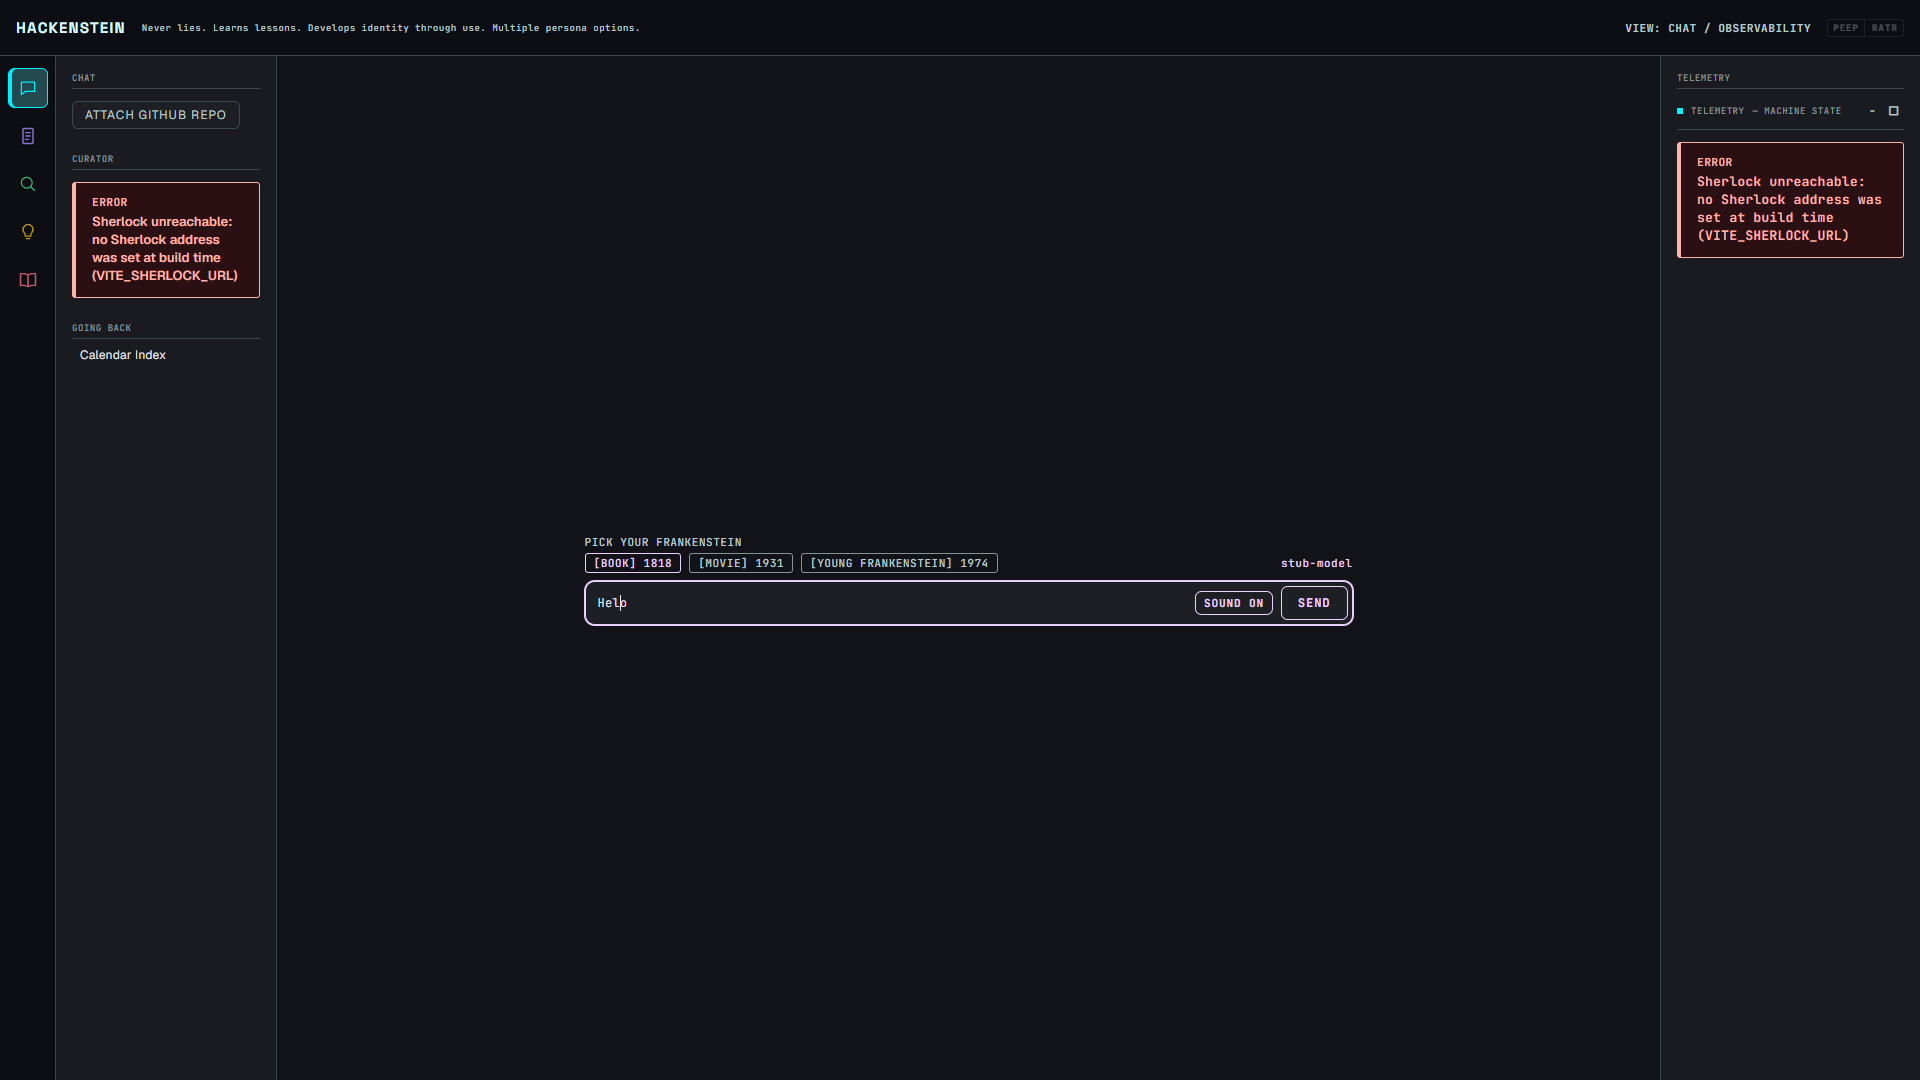 HACKENSTEIN
Never lies. Learns lessons. Develops identity through use. Multiple persona options.
VIEW: CHAT / OBSERVABILITY
PEEP RATR
CHAT
ATTACH GITHUB REPO
CURATOR
ERROR
Sherlock unreachable:
no Sherlock address
was set at build time
(VITE_SHERLOCK_URL)
GOING BACK
Calendar Index
PICK YOUR FRANKENSTEIN
[BOOK] 1818 [MOVIE] 1931 [YOUNG FRANKENSTEIN] 1974
stub-model
Helo
SOUND ON
SEND
TELEMETRY
TELEMETRY — MACHINE STATE
ERROR
Sherlock unreachable:
no Sherlock address was
set at build time
(VITE_SHERLOCK_URL)